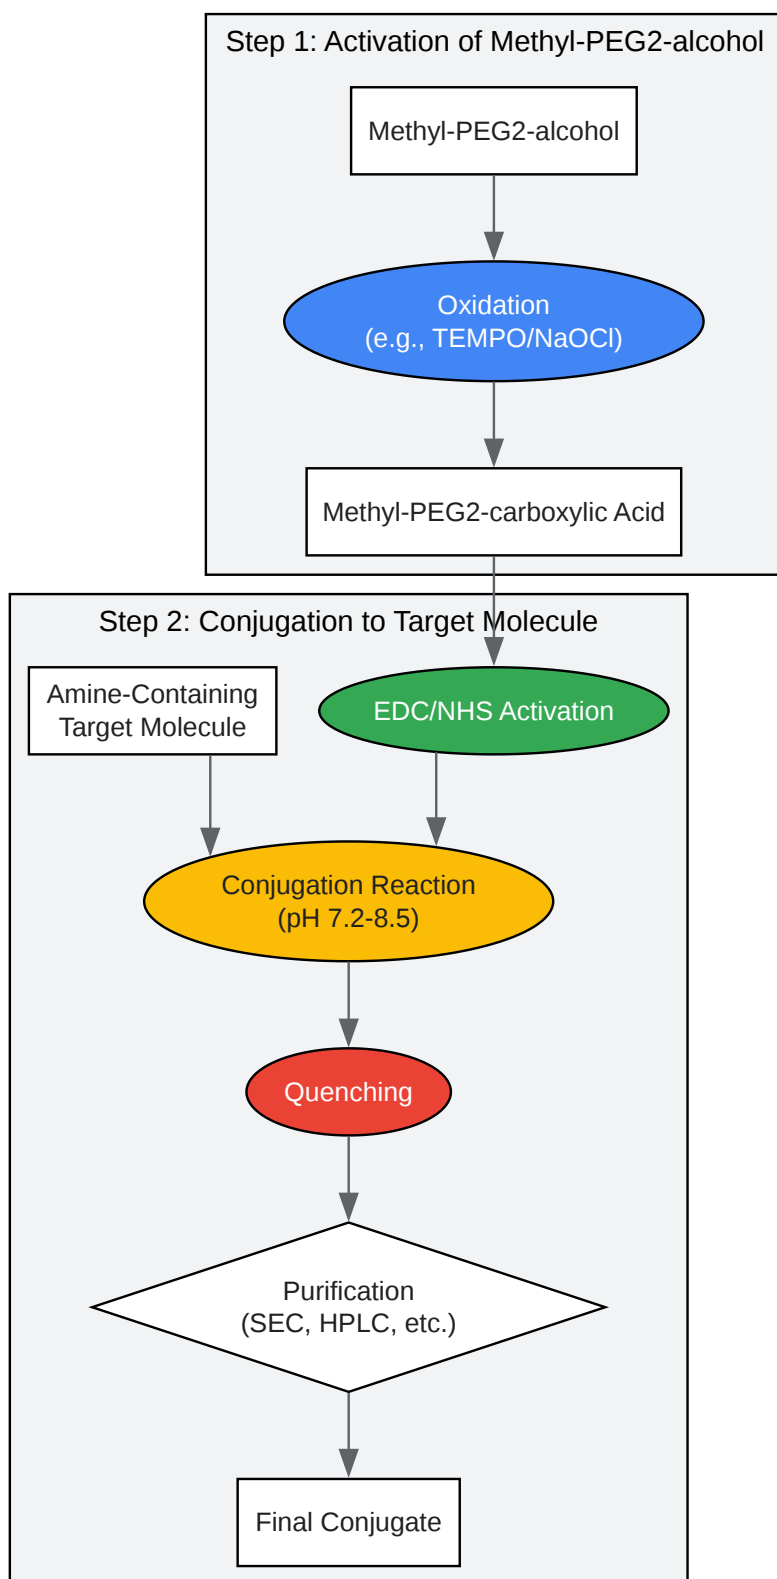 Step 1: Activation of Methyl-PEG2-alcohol
Methyl-PEG2-alcohol
Oxidation
(e.g., TEMPO/NaOCl)
Methyl-PEG2-carboxylic Acid
Step 2: Conjugation to Target Molecule
Amine-Containing
Target Molecule
EDC/NHS Activation
Conjugation Reaction
(pH 7.2-8.5)
Quenching
Purification
(SEC, HPLC, etc.)
Final Conjugate